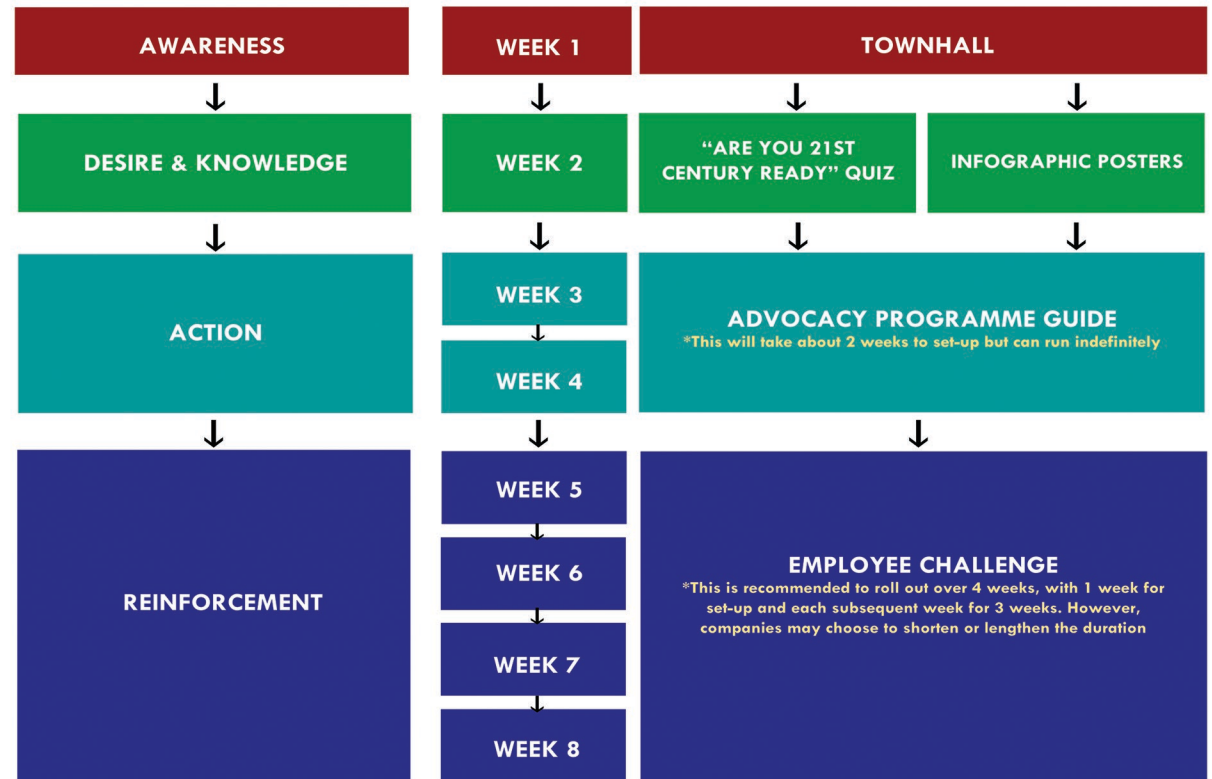 AWARENESS
WEEK 1
TOWNHALL
DESIRE & KNOWLEDGE
WEEK 2
“ARE YOU 21ST
CENTURY READY” QUIZ
INFOGRAPHIC POSTERS
ACTION
WEEK 3
WEEK 4
ADVOCACY PROGRAMME GUIDE
*This will take about 2 weeks to set-up but can run indefinitely
REINFORCEMENT
WEEK 5
WEEK 6
WEEK 7
WEEK 8
EMPLOYEE CHALLENGE
*This is recommended to roll out over 4 weeks, with 1 week for
set-up and each subsequent week for 3 weeks. However,
companies may choose to shorten or lengthen the duration